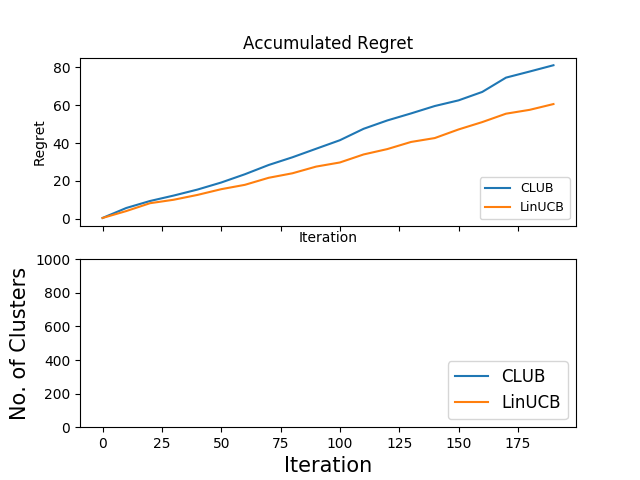 Accumulated Regret
80
60
40
20
0
Regret
CLUB
LinUCB
Iteration
1000
800
600
400
200
0
No. of Clusters
CLUB
LinUCB
0 25 50 75 100 125 150 175
Iteration